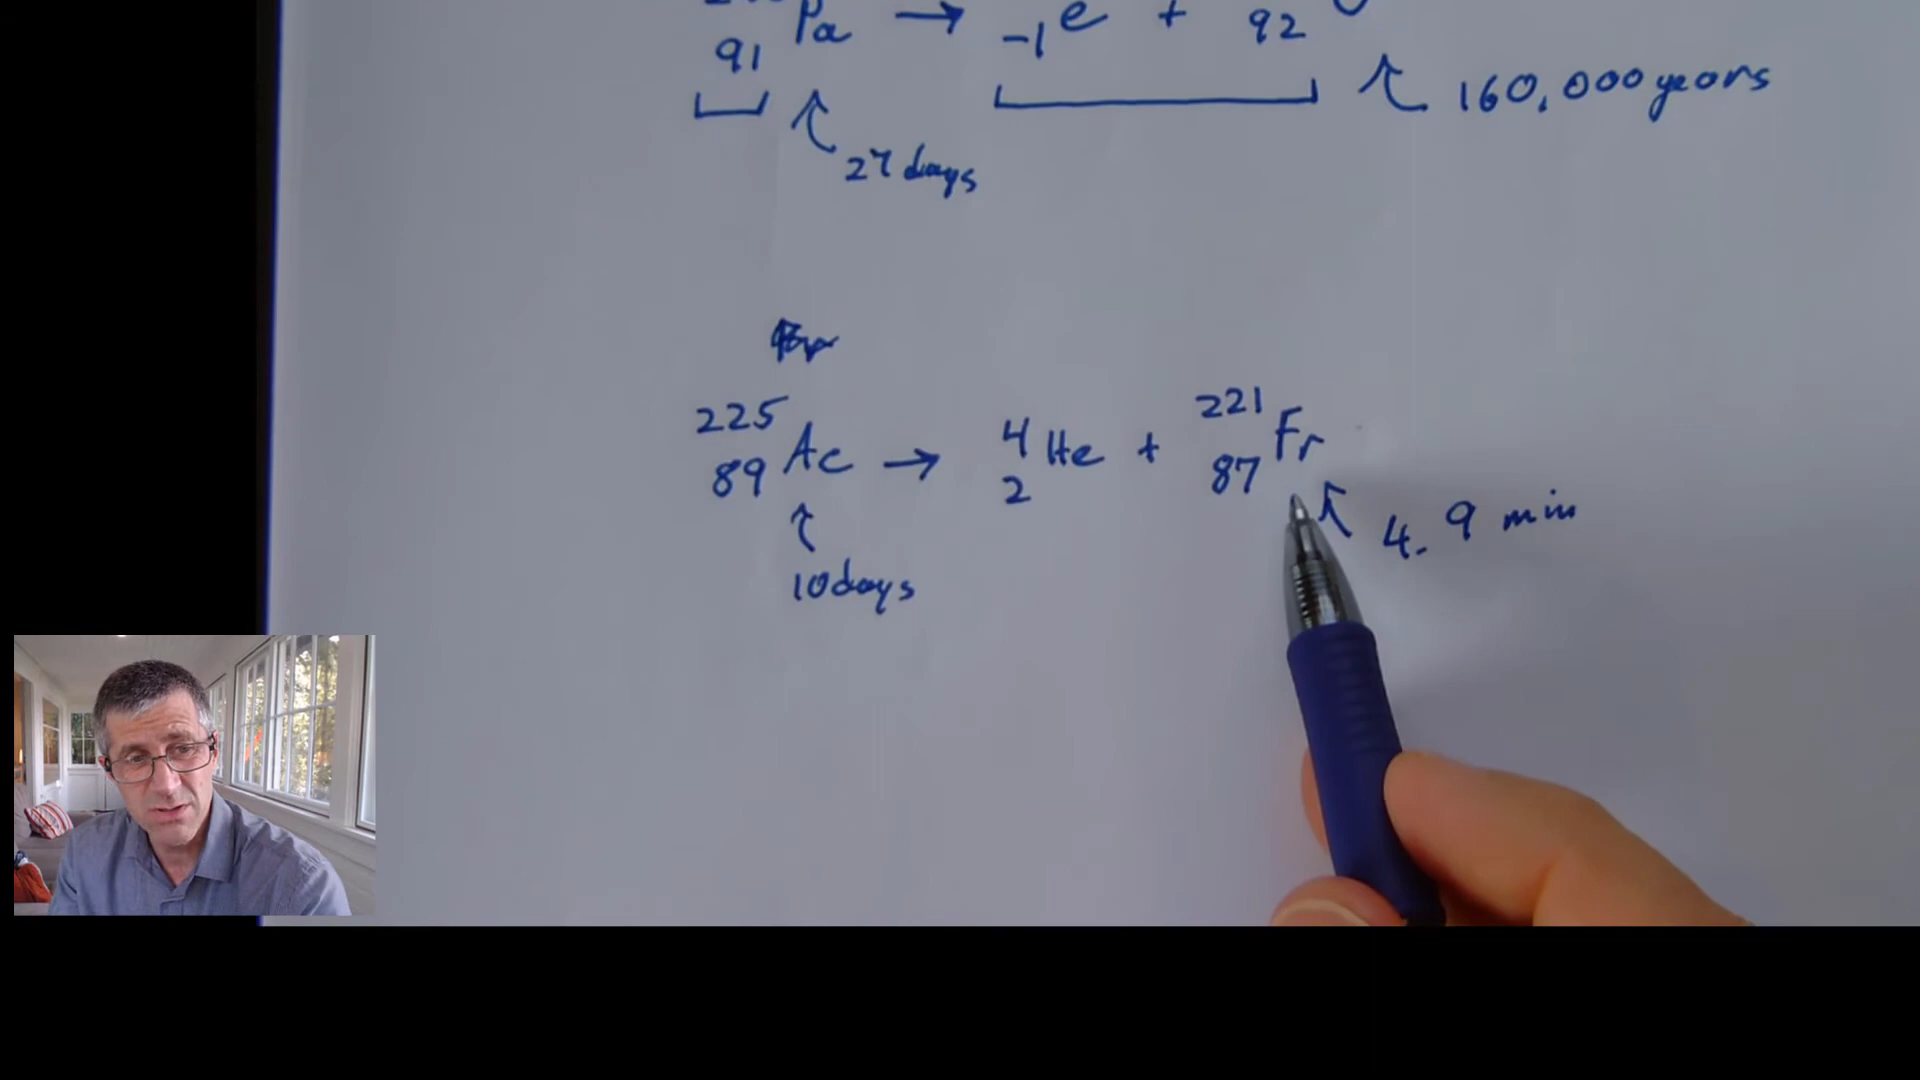 91 Pa → -1 e + 92
160,000 years
27 days
225 89 Ac → 4 2 He + 221 87 Fr
4.9 min
10 days